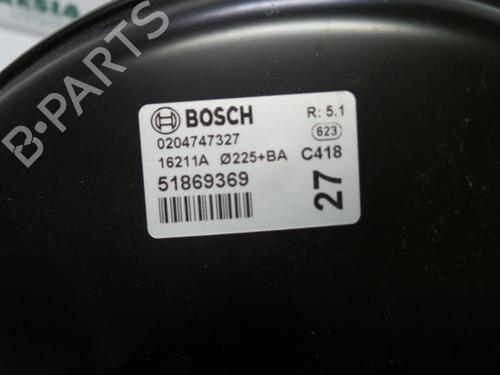 BOSCH R: 5.1
0204747327 623
16211A Ø225+BA C418
51869369
27
B-PARTS